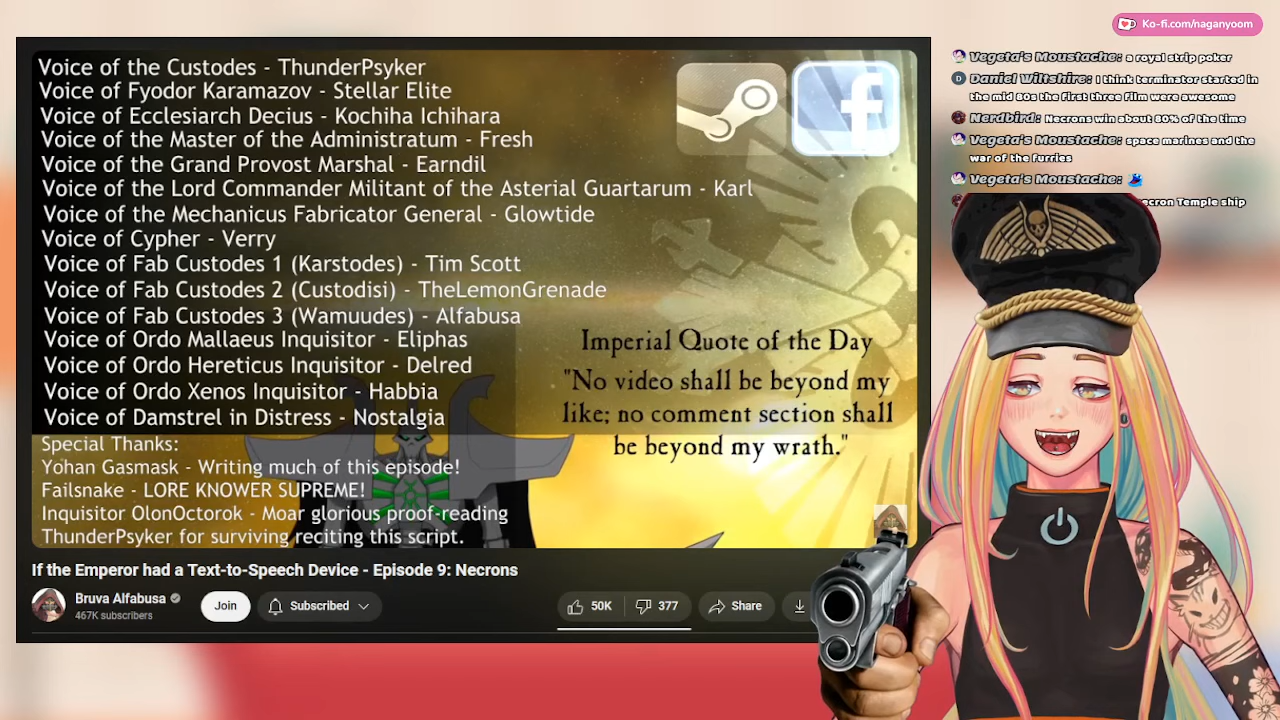 Ko-fi.com/naganyoom
Voice of the Custodes - ThunderPsyker
Voice of Fyodor Karamazov - Stellar Elite
Voice of Ecclesiarch Decius - Kochiha Ichihara
Voice of the Master of the Administratum - Fresh
Voice of the Grand Provost Marshal - Earndil
Voice of the Lord Commander Militant of the Asterial Guartarum - Karl
Voice of the Mechanicus Fabricator General - Glowtide
Voice of Cypher - Verry
Voice of Fab Custodes 1 (Karstodes) - Tim Scott
Voice of Fab Custodes 2 (Custodisi) - TheLemonGrenade
Voice of Fab Custodes 3 (Wamuudes) - Alfabusa
Voice of Ordo Mallaeus Inquisitor - Eliphas
Voice of Ordo Hereticus Inquisitor - Delred
Voice of Ordo Xenos Inquisitor - Habbia
Voice of Damstrel in Distress - Nostalgia
Special Thanks:
Yohan Gasmask - Writing much of this episode!
Failsnake - LORE KNOWER SUPREME!
Inquisitor OlonOctorok - Moar glorious proof-reading
ThunderPsyker for surviving reciting this script.
f
Imperial Quote of the Day
"No video shall be beyond my
like; no comment section shall
be beyond my wrath."
If the Emperor had a Text-to-Speech Device - Episode 9: Necrons
Bruva Alfabusa
467K subscribers
Join
Subscribed
50K
377
Share
Vegeta's Moustache: a royal strip poker
D Daniel Wiltshire: I think terminator started in
the mid 80s the first three film were awesome
Nerdbird: Necrons win about 80% of the time
Vegeta's Moustache: space marines and the
war of the furries
Vegeta's Moustache:
Temple ship